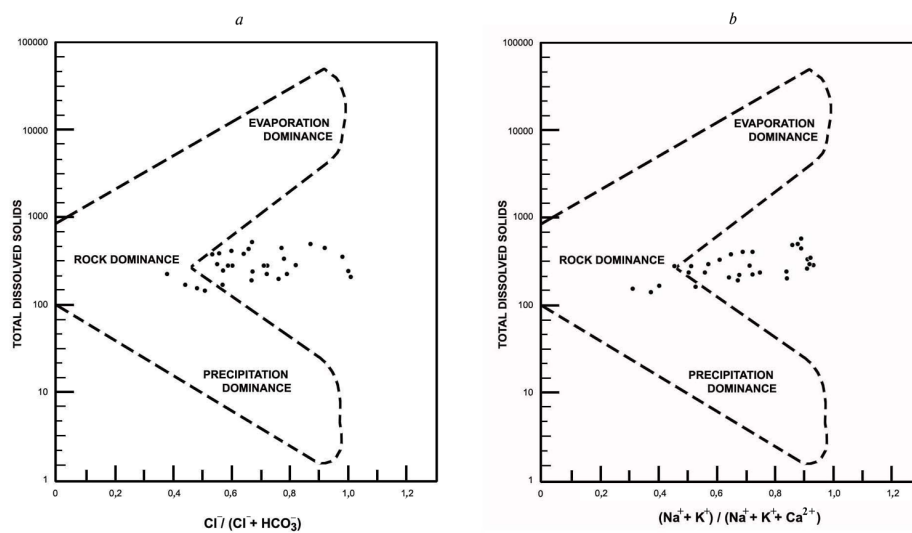 a
100000
10000
1000
100
10
1
TOTAL DISSOLVED SOLIDS
EVAPORATION
DOMINANCE
ROCK DOMINANCE
PRECIPITATION
DOMINANCE
0 0,2 0,4 0,6 0,8 1,0 1,2
Cl⁻/ (Cl⁻+ HCO₃⁻)
b
100000
10000
1000
100
10
1
TOTAL DISSOLVED SOLIDS
EVAPORATION
DOMINANCE
ROCK DOMINANCE
PRECIPITATION
DOMINANCE
0 0,2 0,4 0,6 0,8 1,0 1,2
(Na⁺+ K⁺) / (Na⁺+ K⁺+ Ca²⁺)